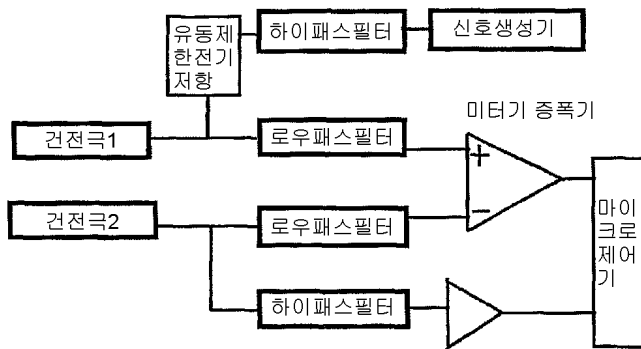 유동제
한전기
저항
하이패스필터
신호생성기
미터기 증폭기
건전극1
로우패스필터
+
건전극2
로우패스필터
−
마이
크로
제어
기
하이패스필터